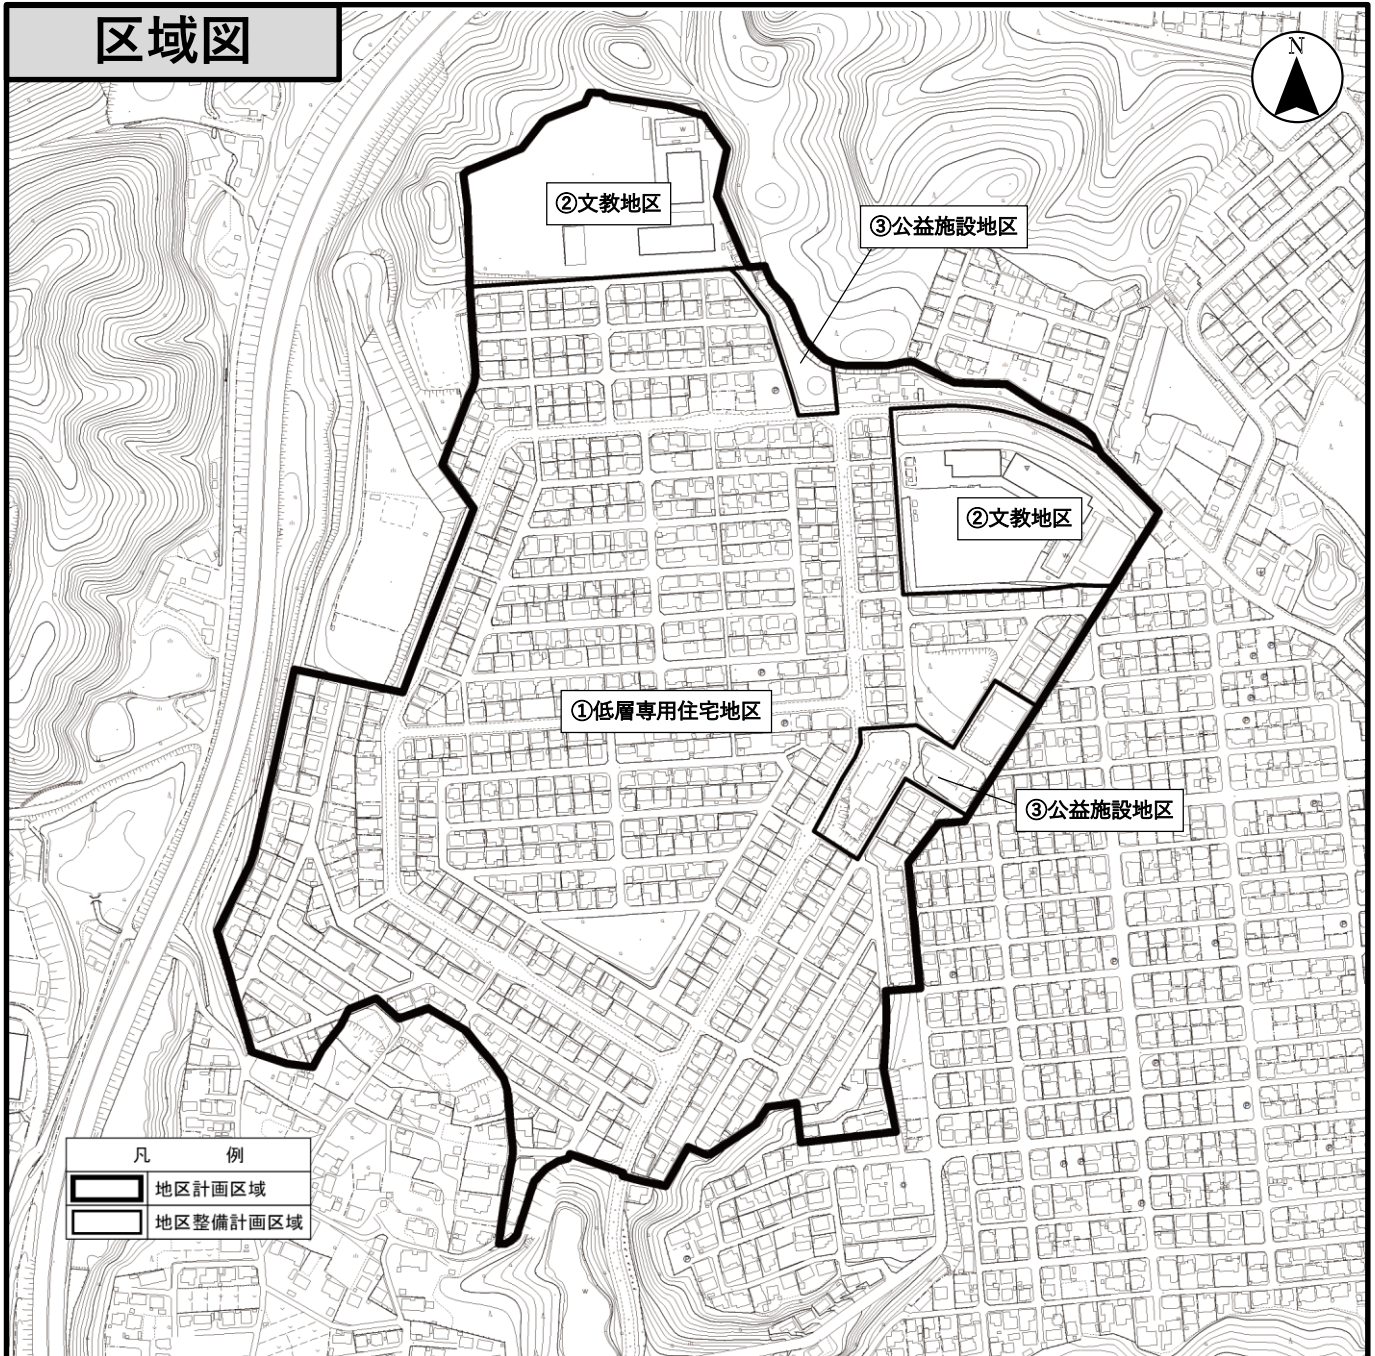 区域図
N
②文教地区
③公益施設地区
②文教地区
①低層専用住宅地区
③公益施設地区
凡 例
地区計画区域
地区整備計画区域